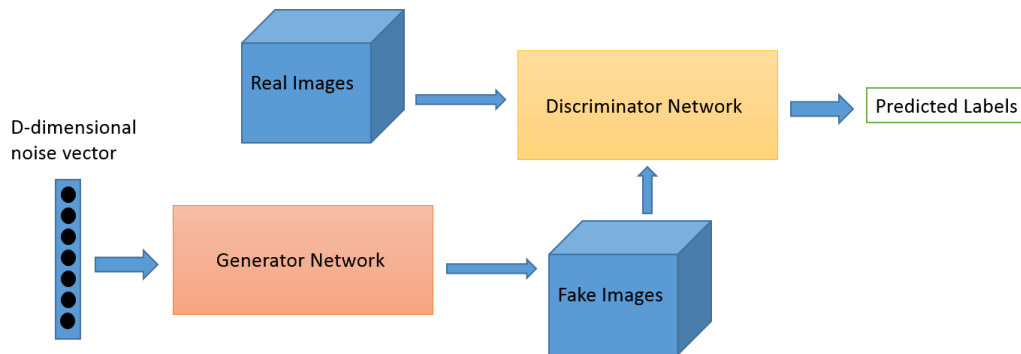 Real Images
Discriminator Network
Predicted Labels
D-dimensional
noise vector
Generator Network
Fake Images